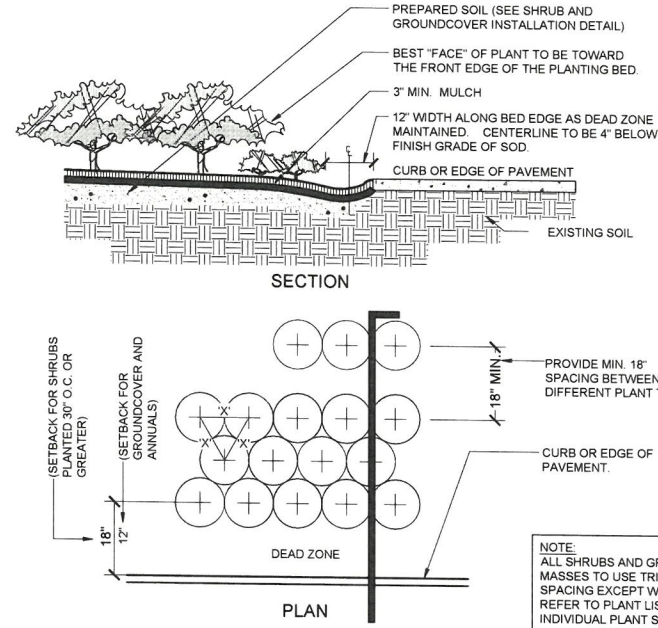 PREPARED SOIL (SEE SHRUB AND
GROUNDCOVER INSTALLATION DETAIL)
BEST "FACE" OF PLANT TO BE TOWARD
THE FRONT EDGE OF THE PLANTING BED.
3" MIN. MULCH
12" WIDTH ALONG BED EDGE AS DEAD ZONE
MAINTAINED. CENTERLINE TO BE 4" BELOW
FINISH GRADE OF SOD.
CURB OR EDGE OF PAVEMENT
EXISTING SOIL
SECTION
(SETBACK FOR SHRUBS
PLANTED 30" O.C. OR
GREATER)
(SETBACK FOR
GROUNDCOVER AND
ANNUALS)
'X'
'X'
'X'
18" MIN.
PROVIDE MIN. 18"
SPACING BETWEEN
DIFFERENT PLANT
CURB OR EDGE OF
PAVEMENT.
18"
12"
DEAD ZONE
PLAN
NOTE:
ALL SHRUBS AND
MASSES TO USE
SPACING EXCEPT
REFER TO PLANT
INDIVIDUAL PLANT